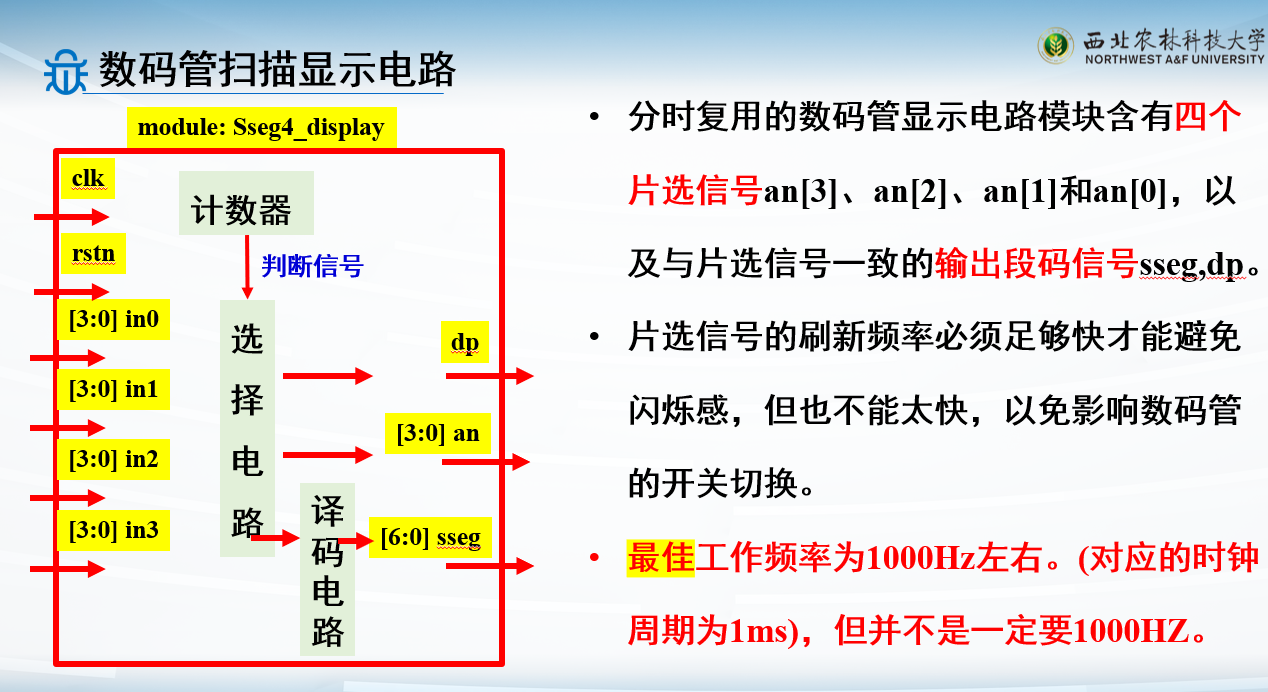 数码管扫描显示电路
西北农林科技大学
NORTHWEST A&F UNIVERSITY
module: Sseg4_display
clk
rstn
[3:0] in0
[3:0] in1
[3:0] in2
[3:0] in3
计数器
判断信号
选
择
电
路
译
码
电
路
dp
[3:0] an
[6:0] sseg
• 分时复用的数码管显示电路模块含有四个
片选信号an[3]、an[2]、an[1]和an[0]，以
及与片选信号一致的输出段码信号sseg,dp。
• 片选信号的刷新频率必须足够快才能避免
闪烁感，但也不能太快，以免影响数码管
的开关切换。
• 最佳工作频率为1000Hz左右。(对应的时钟
周期为1ms)，但并不是一定要1000HZ。